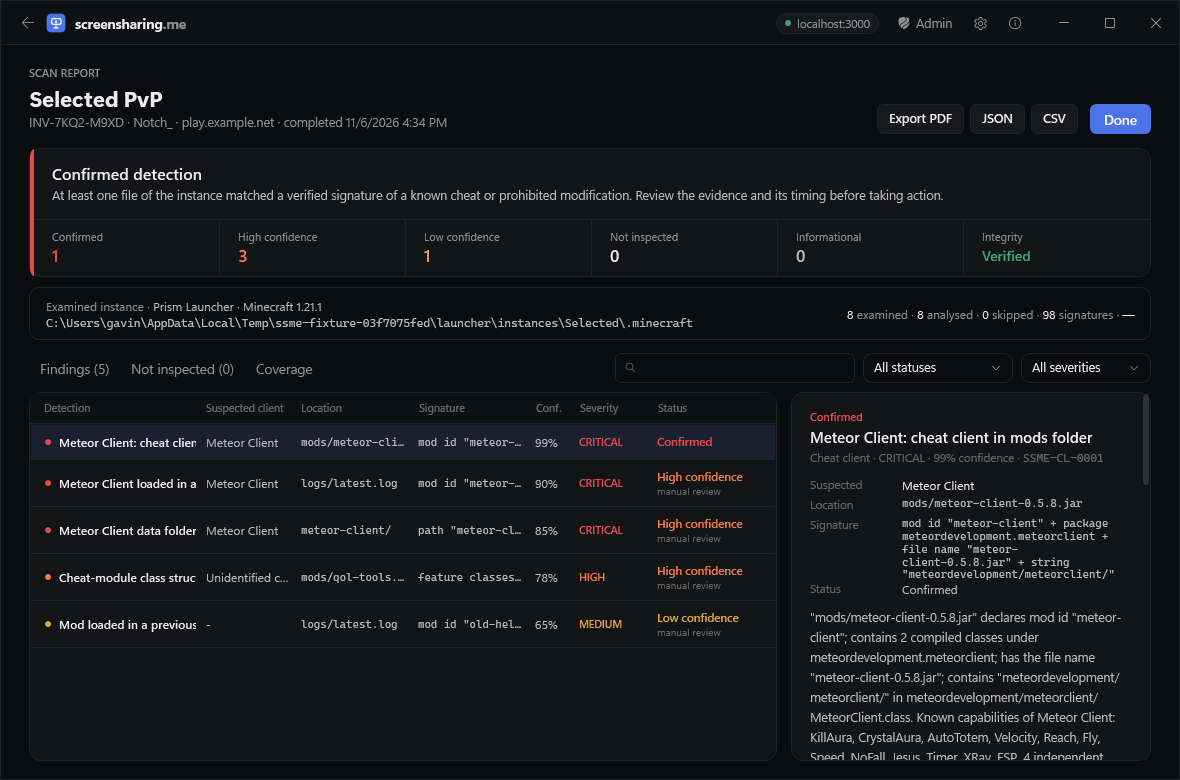 screensharing.me
localhost:3000
Admin
SCAN REPORT
Selected PvP
INV-7KQ2-M9XD · Notch_ · play.example.net · completed 11/6/2026 4:34 PM
Export PDF
JSON
CSV
Done
Confirmed detection
At least one file of the instance matched a verified signature of a known cheat or prohibited modification. Review the evidence and its timing before taking action.
Confirmed
1
High confidence
3
Low confidence
1
Not inspected
0
Informational
0
Integrity
Verified
Examined instance · Prism Launcher · Minecraft 1.21.1
C:\Users\gavin\AppData\Local\Temp\ssme-fixture-03f7075fed\launcher\instances\Selected\.minecraft
8 examined · 8 analysed · 0 skipped · 98 signatures · —
Findings (5)
Not inspected (0)
Coverage
All statuses
All severities
Detection Suspected client Location Signature Conf. Severity Status
Meteor Client: cheat clien Meteor Client mods/meteor-cli… mod id "meteor-… 99% CRITICAL Confirmed
Meteor Client loaded in a Meteor Client logs/latest.log mod id "meteor-… 90% CRITICAL High confidence
manual review
Meteor Client data folder Meteor Client meteor-client/ path "meteor-cl… 85% CRITICAL High confidence
manual review
Cheat-module class struc Unidentified c… mods/qol-tools.… feature classes… 78% HIGH High confidence
manual review
Mod loaded in a previous - logs/latest.log mod id "old-hel… 65% MEDIUM Low confidence
manual review
Confirmed
Meteor Client: cheat client in mods folder
Cheat client · CRITICAL · 99% confidence · SSME-CL-0001
Suspected Meteor Client
Location mods/meteor-client-0.5.8.jar
Signature mod id "meteor-client" + package
meteordevelopment.meteorclient +
file name "meteor-
client-0.5.8.jar" + string
"meteordevelopment/meteorclient/"
Status Confirmed
"mods/meteor-client-0.5.8.jar" declares mod id "meteor-
client"; contains 2 compiled classes under
meteordevelopment.meteorclient; has the file name
"meteor-client-0.5.8.jar"; contains "meteordevelopment/
meteorclient/" in meteordevelopment/meteorclient/
MeteorClient.class. Known capabilities of Meteor Client:
KillAura, CrystalAura, AutoTotem, Velocity, Reach, Fly,
Speed, NoFall, Jesus, Timer, XRay, ESP. 4 independent